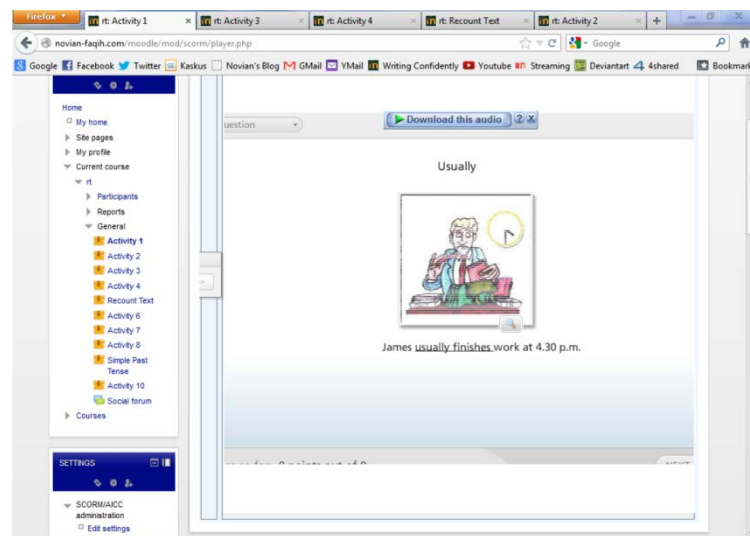 Firefox
rt: Activity 1
rt: Activity 3
rt: Activity 4
rt: Recount Text
rt: Activity 2
novian-faqih.com/moodle/mod/scorm/player.php
Google
Google Facebook Twitter Kaskus Novian's Blog GMail YMail Writing Confidently Youtube Streaming Deviantart 4shared Bookmark
Home
My home
Site pages
My profile
Current course
rt
Participants
Reports
General
Activity 1
Activity 2
Activity 3
Activity 4
Recount Text
Activity 6
Activity 7
Activity 8
Simple Past
Tense
Activity 10
Social forum
Courses
SETTINGS
SCORM/AICC
administration
Edit settings
uestion
Download this audio ? X
Usually
James usually finishes work at 4.30 p.m.